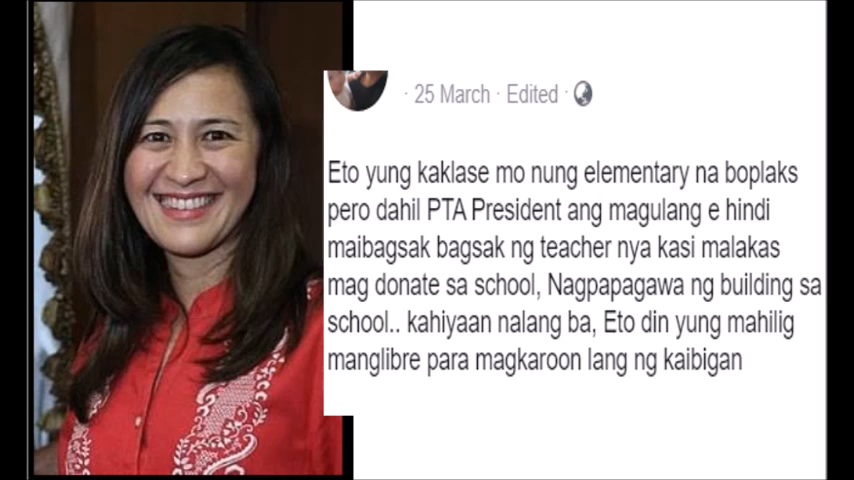 · 25 March · Edited ·
Eto yung kaklase mo nung elementary na boplaks
pero dahil PTA President ang magulang e hindi
maibagsak bagsak ng teacher nya kasi malakas
mag donate sa school, Nagpapagawa ng building sa
school.. kahiyaan nalang ba, Eto din yung mahilig
manglibre para magkaroon lang ng kaibigan